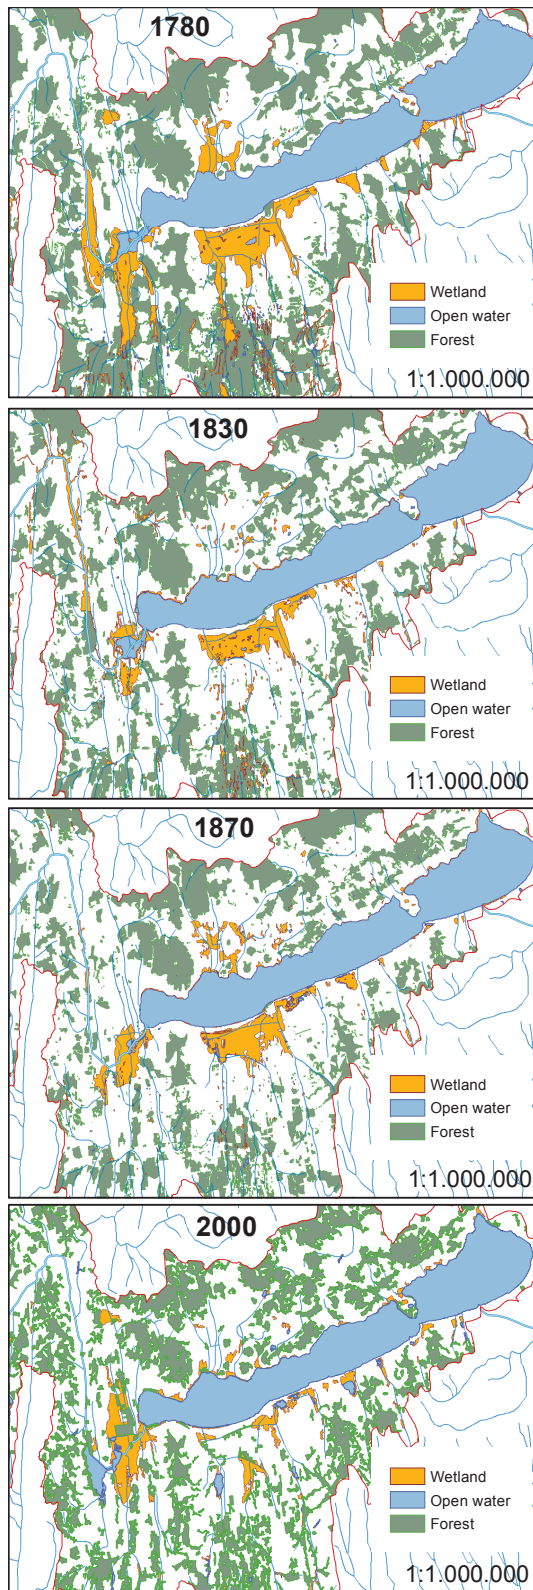 1780
Wetland
Open water
Forest
1:1.000.000
1830
Wetland
Open water
Forest
1:1.000.000
1870
Wetland
Open water
Forest
1:1.000.000
2000
Wetland
Open water
Forest
1:1.000.000